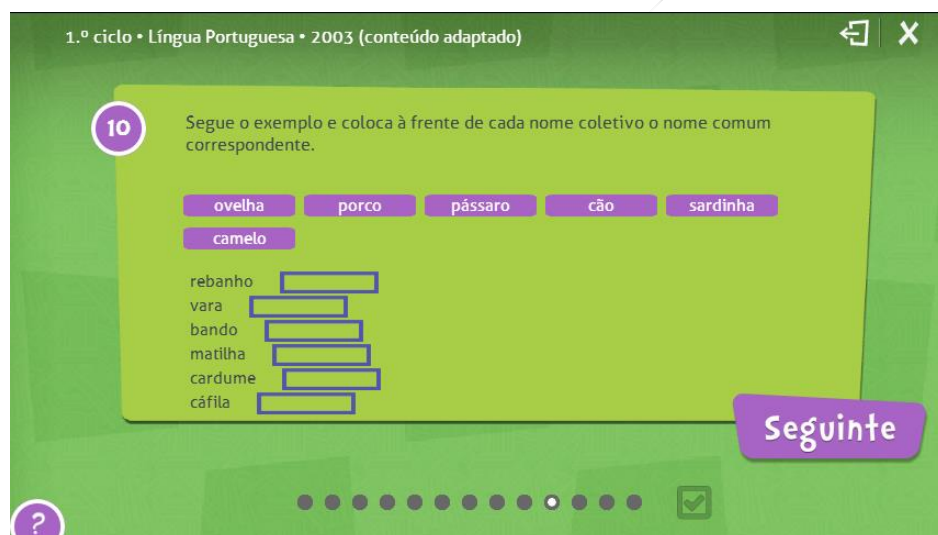 1.º ciclo • Língua Portuguesa • 2003 (conteúdo adaptado)
X
10
Segue o exemplo e coloca à frente de cada nome coletivo o nome comum
correspondente.
ovelha porco pássaro cão sardinha
camelo
rebanho
vara
bando
matilha
cardume
cáfila
Seguinte
?